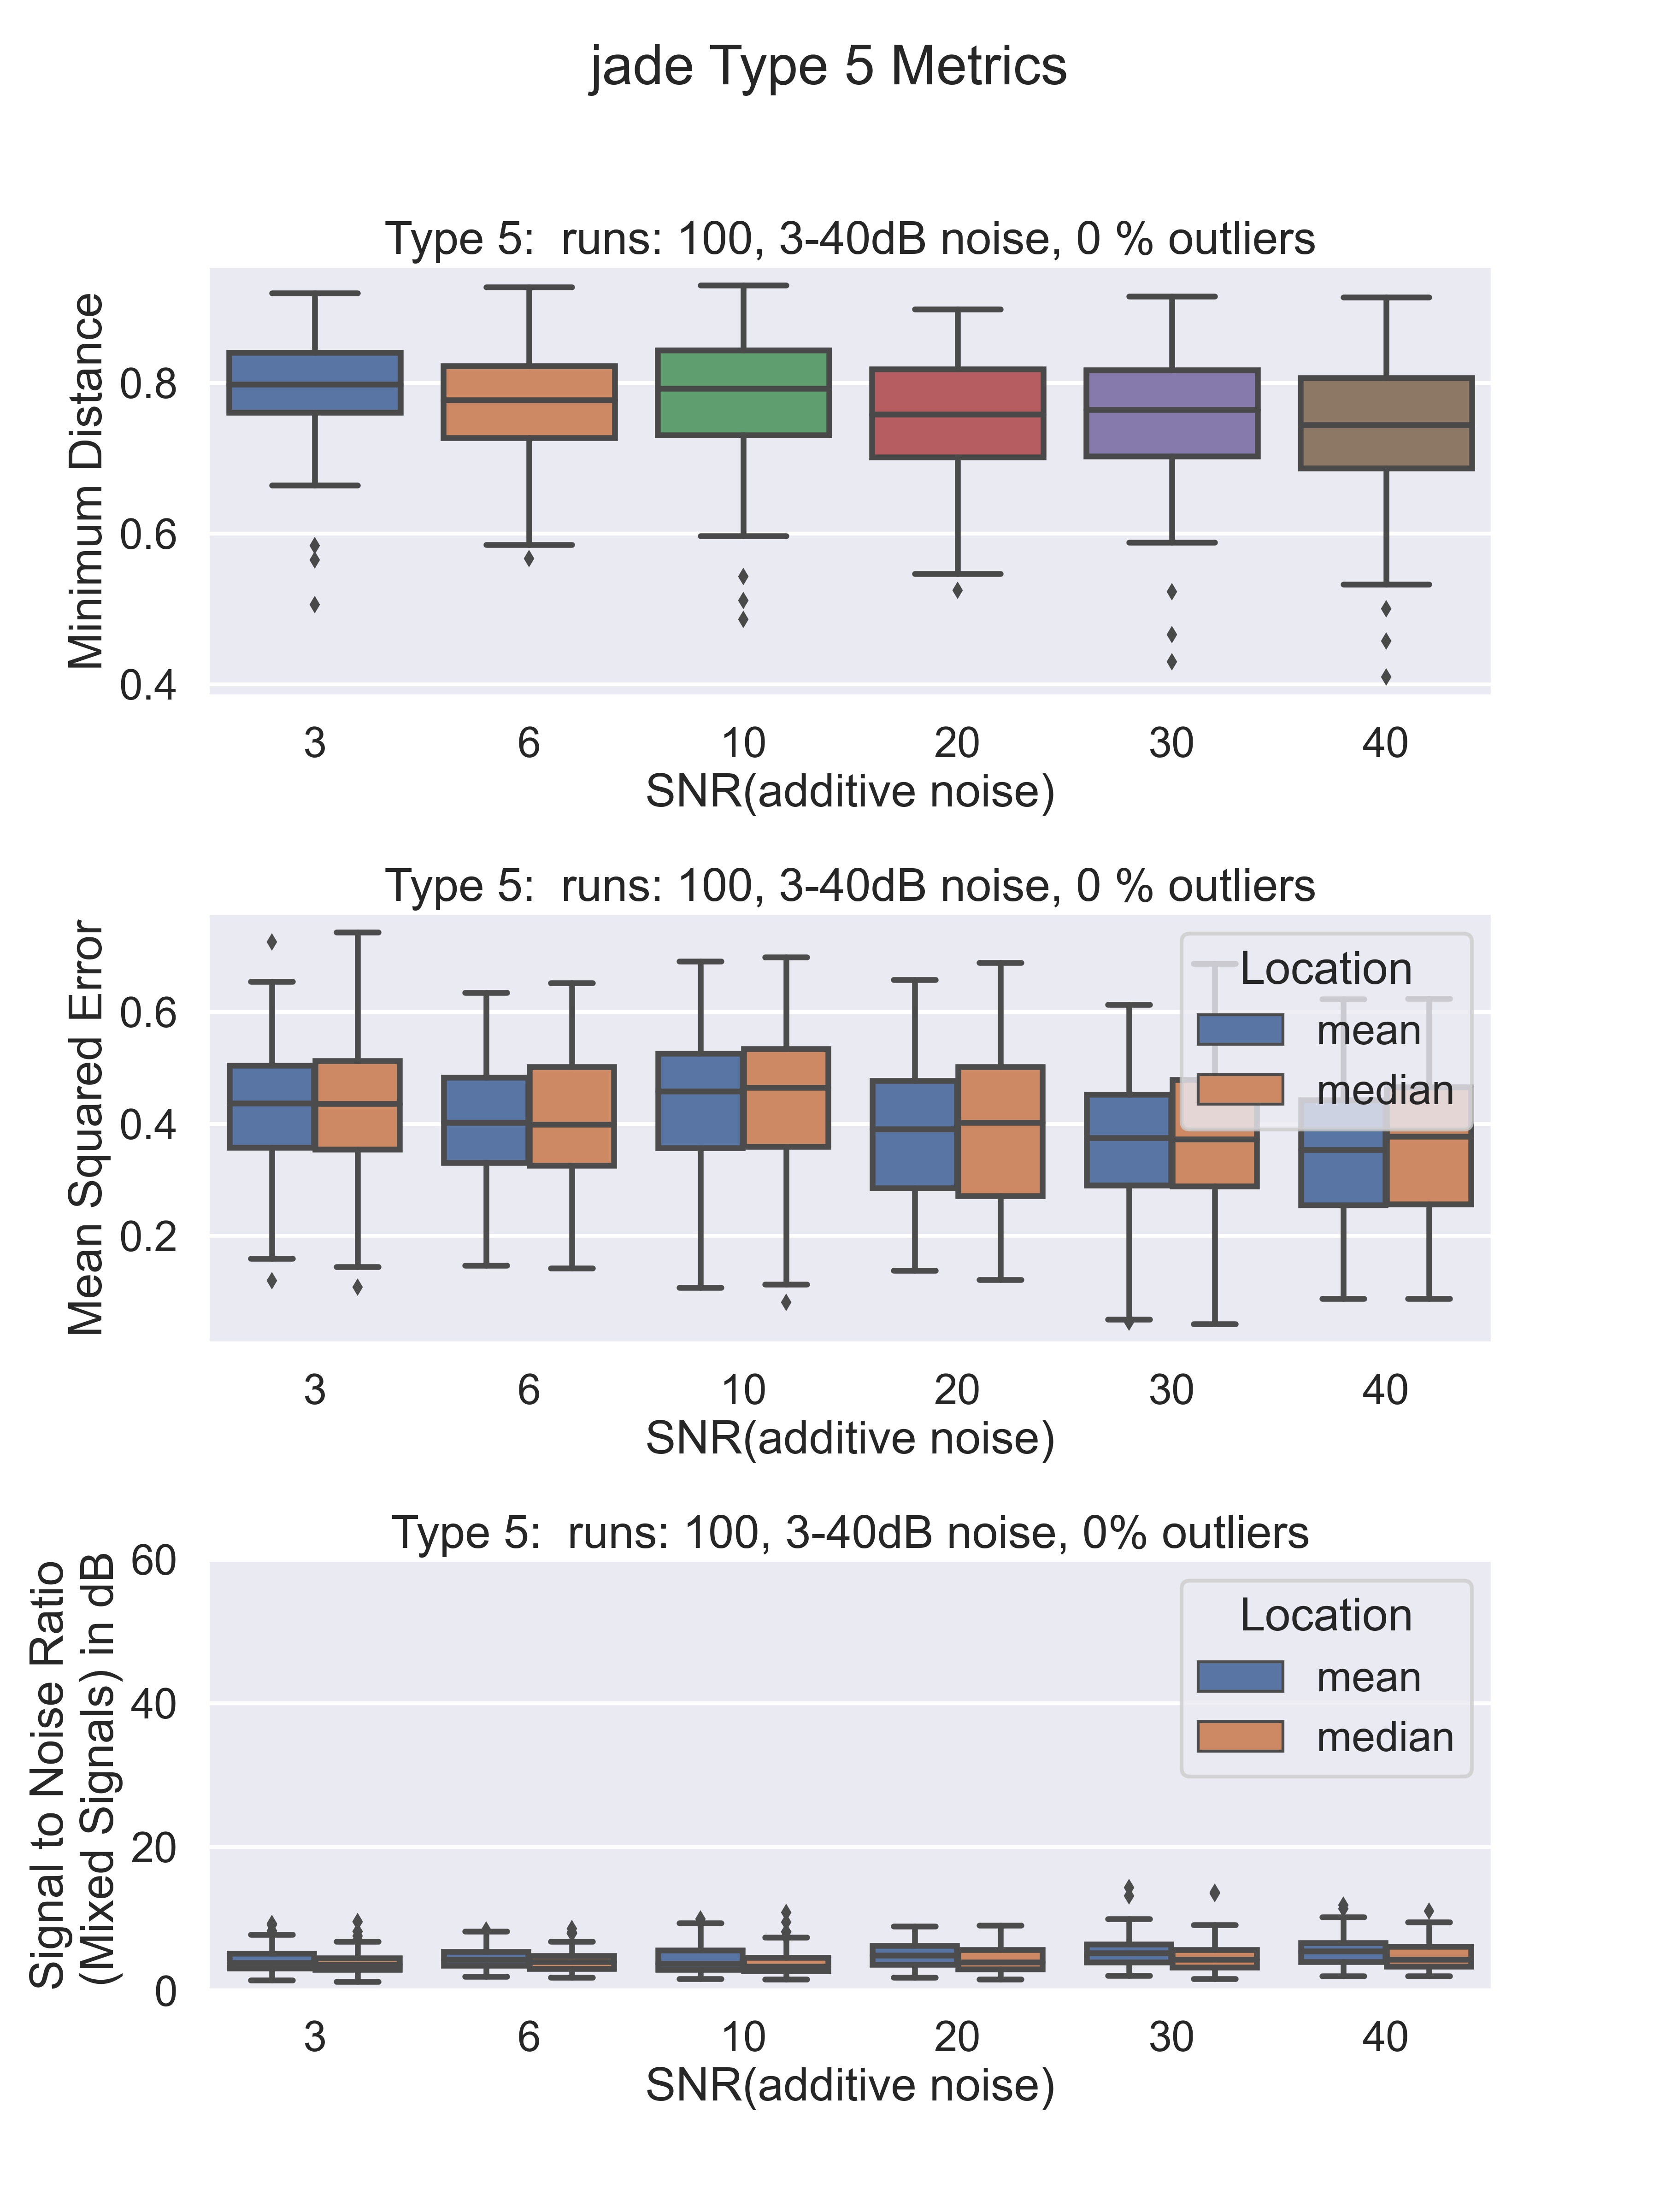 jade Type 5 Metrics
Type 5:  runs: 100, 3-40dB noise, 0 % outliers
Minimum Distance
0.8
0.6
0.4
3 6 10 20 30 40
SNR(additive noise)
Type 5:  runs: 100, 3-40dB noise, 0 % outliers
Mean Squared Error
0.6
0.4
0.2
Location
mean
median
3 6 10 20 30 40
SNR(additive noise)
Type 5:  runs: 100, 3-40dB noise, 0% outliers
Signal to Noise Ratio
(Mixed Signals) in dB
60
40
20
0
Location
mean
median
3 6 10 20 30 40
SNR(additive noise)